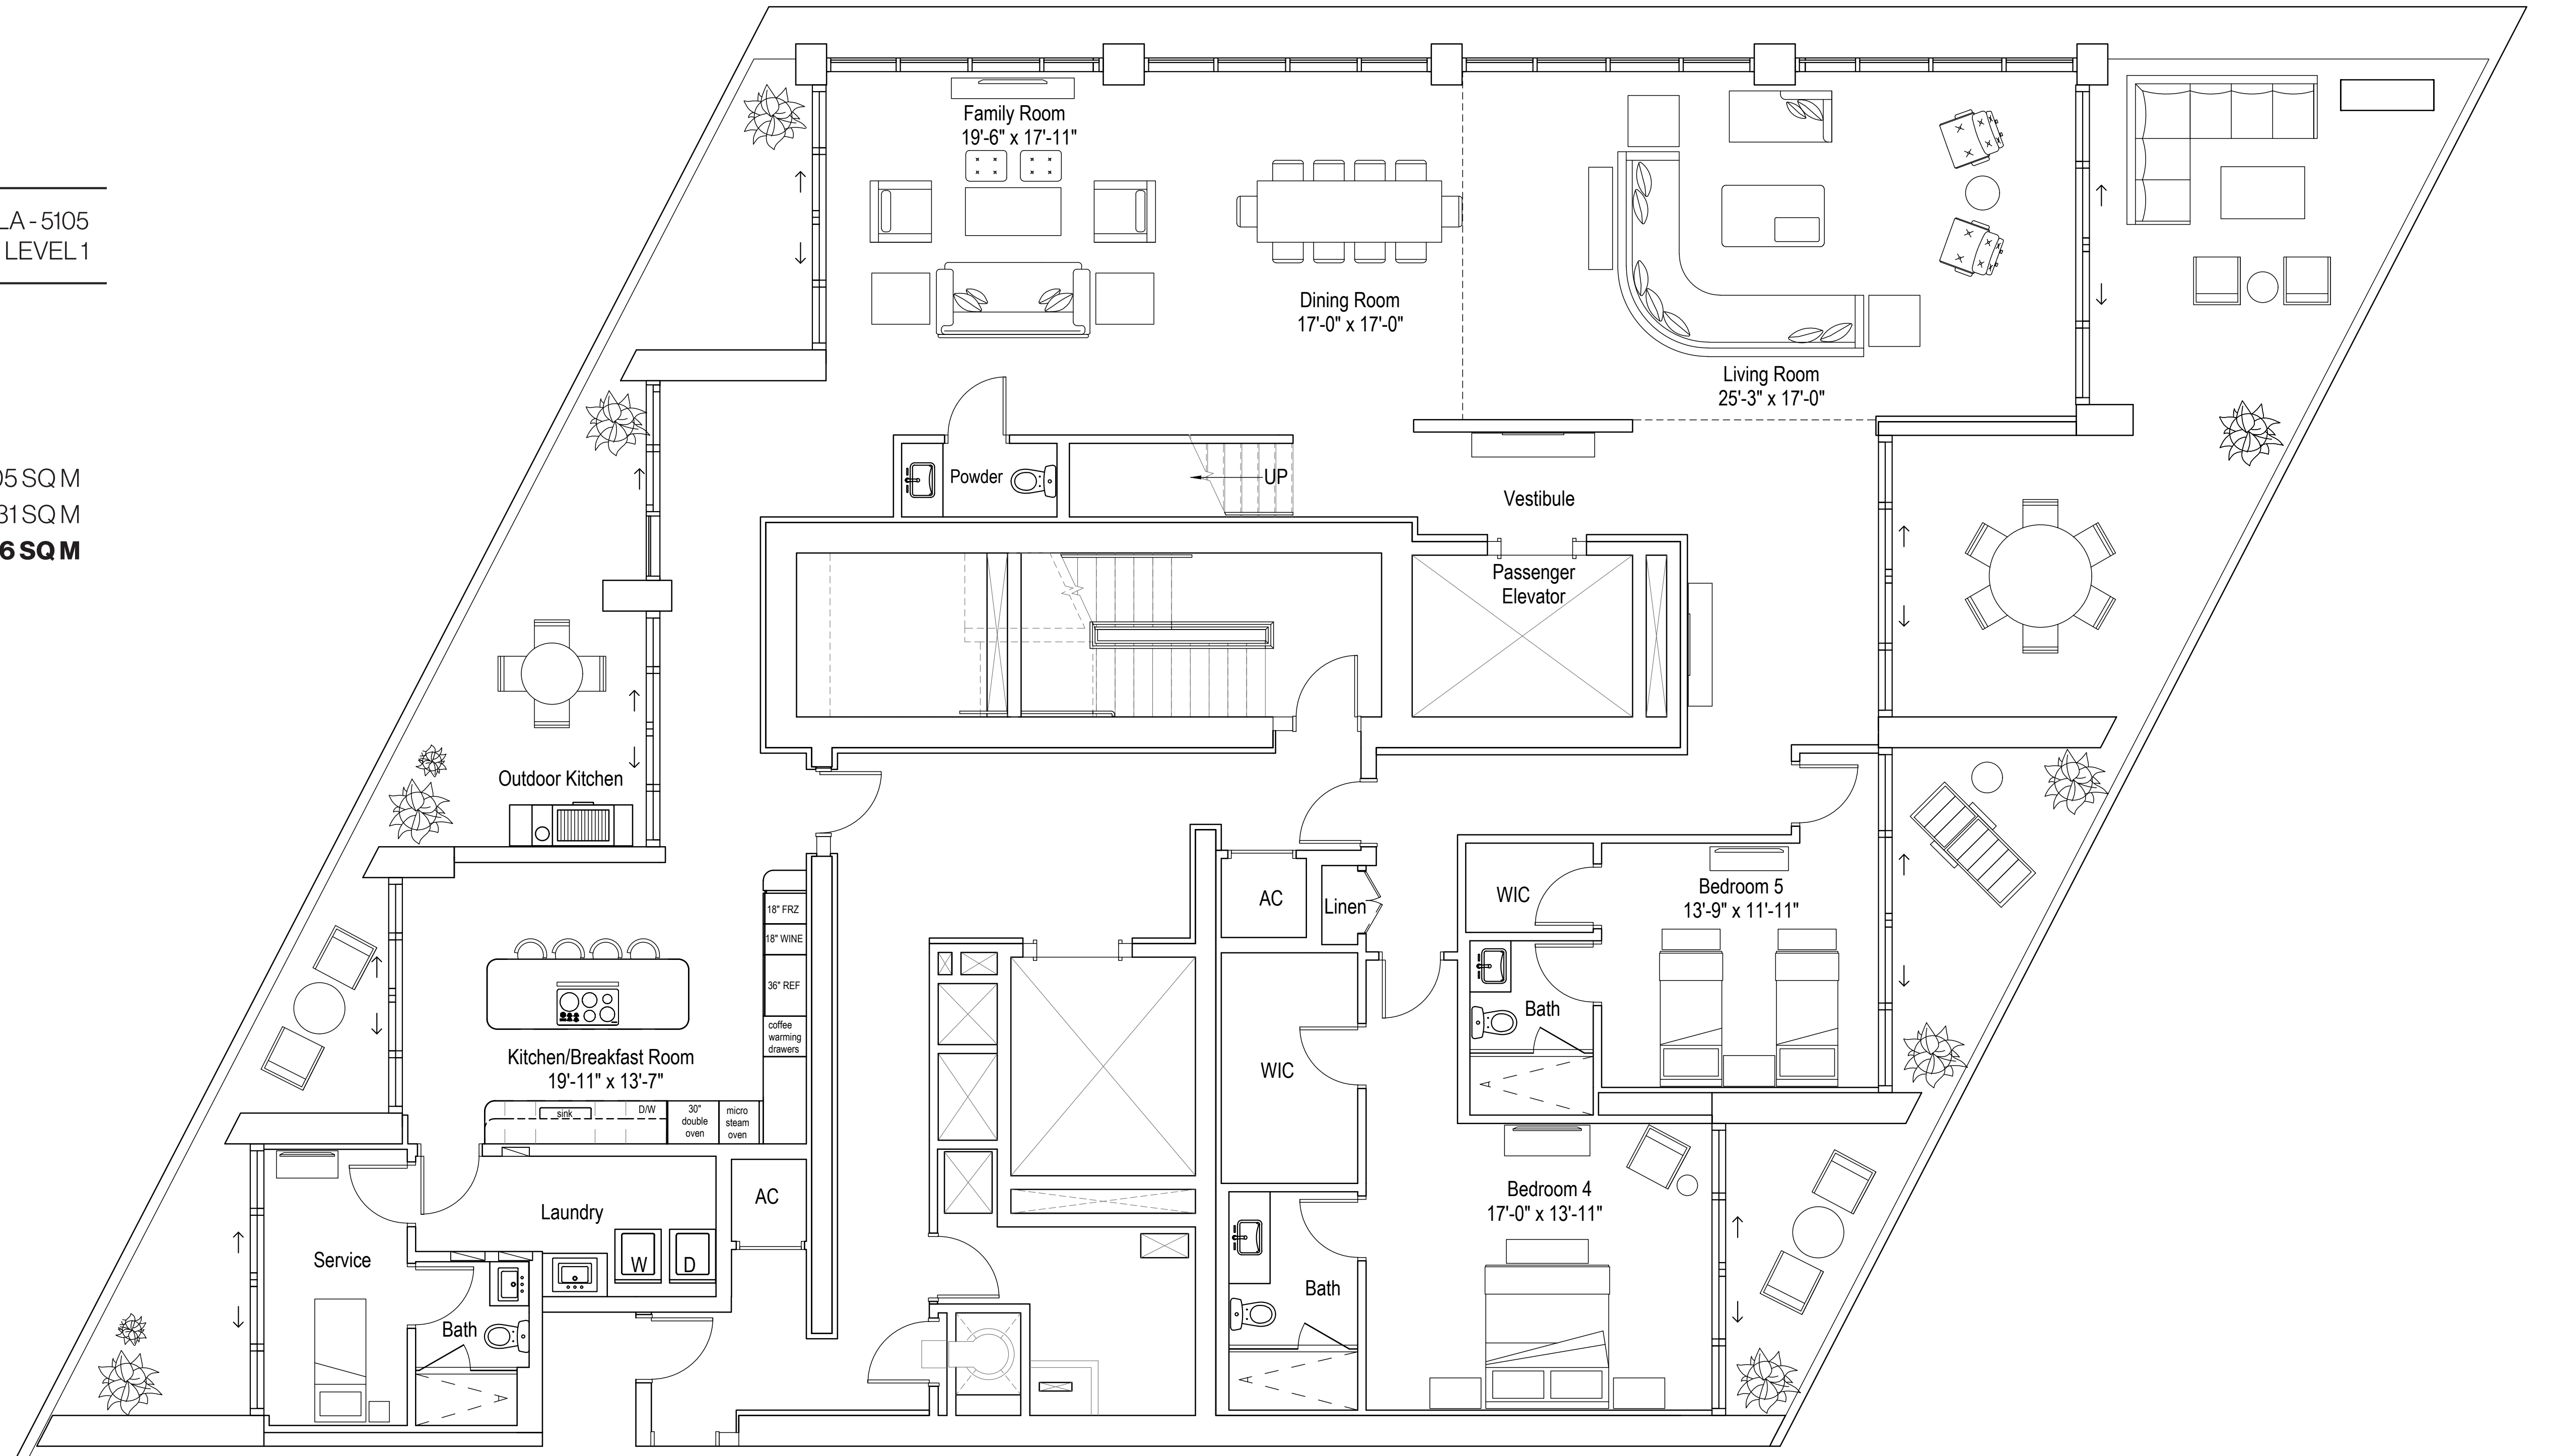 LA - 5105
LEVEL 1
05 SQ M
31 SQ M
6 SQ M
Family Room
19'-6" x 17'-11"
Dining Room
17'-0" x 17'-0"
Living Room
25'-3" x 17'-0"
Powder
UP
Vestibule
Passenger
Elevator
Outdoor Kitchen
18" FRZ
18" WINE
36" REF
coffee
warming
drawers
Kitchen/Breakfast Room
19'-11" x 13'-7"
sink
D/W
30"
double
oven
micro
steam
oven
AC
Linen
WIC
Bedroom 5
13'-9" x 11'-11"
Bath
WIC
Bedroom 4
17'-0" x 13'-11"
Bath
Laundry
AC
W
D
Service
Bath